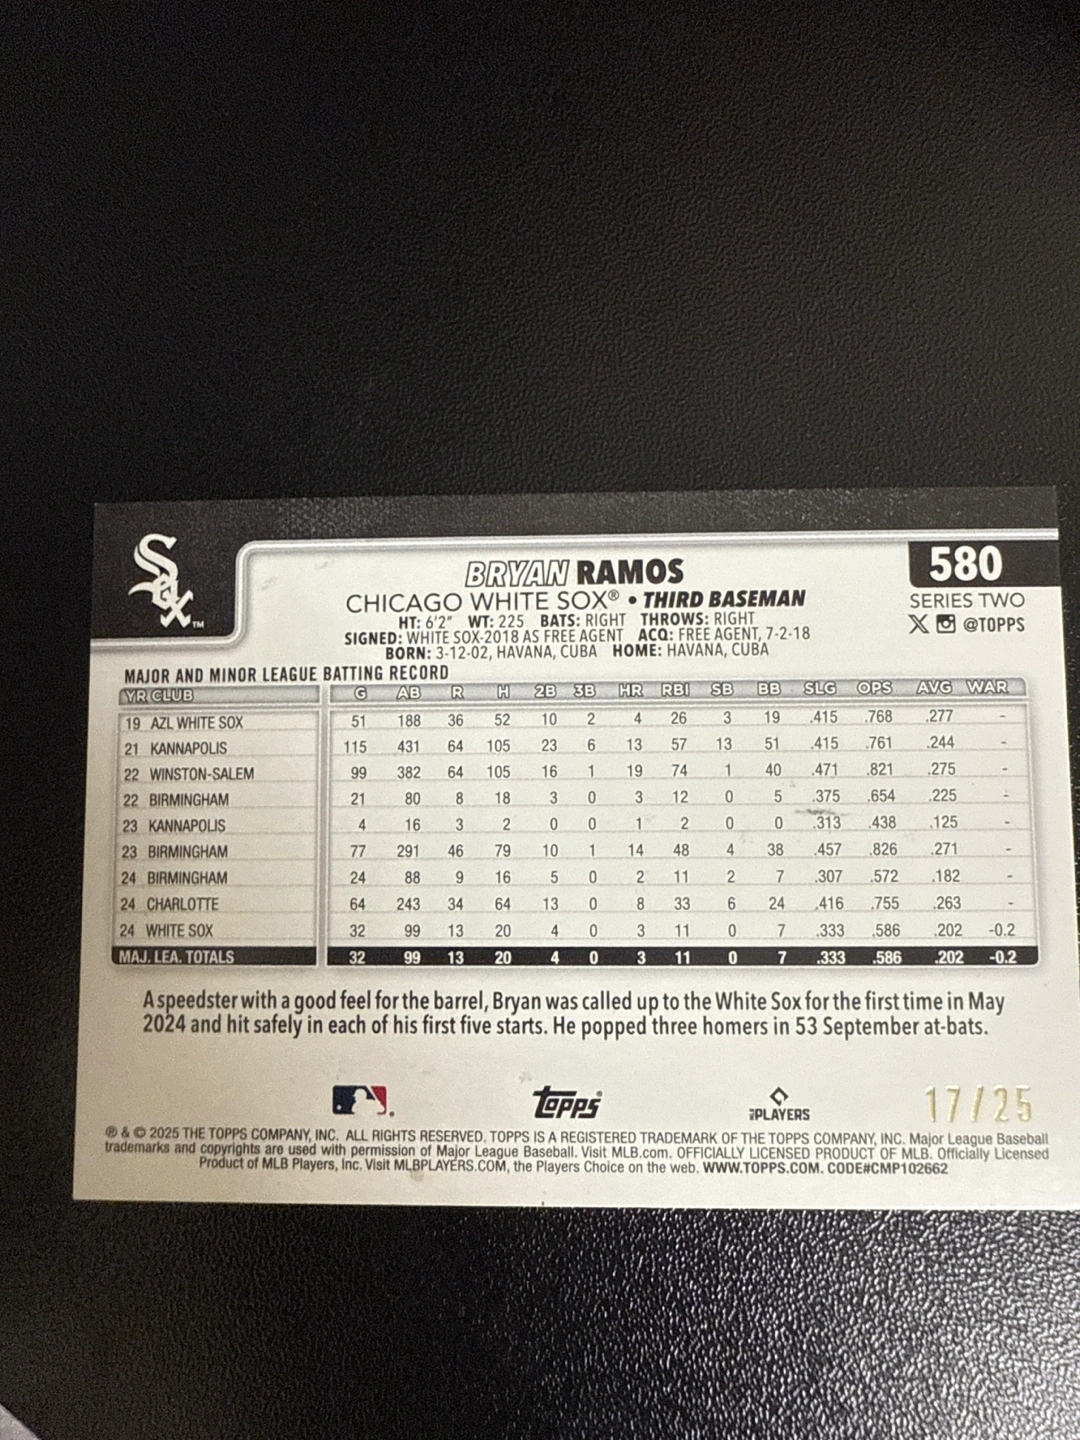 Sox TM
BRYAN RAMOS
580
CHICAGO WHITE SOX® • THIRD BASEMAN
SERIES TWO
HT: 6'2" WT: 225 BATS: RIGHT THROWS: RIGHT
X @TOPPS
SIGNED: WHITE SOX-2018 AS FREE AGENT ACQ: FREE AGENT, 7-2-18
BORN: 3-12-02, HAVANA, CUBA HOME: HAVANA, CUBA
MAJOR AND MINOR LEAGUE BATTING RECORD
YR CLUB G AB R H 2B 3B HR RBI SB BB SLG OPS AVG WAR
19 AZL WHITE SOX 51 188 36 52 10 2 4 26 3 19 .415 .768 .277 -
21 KANNAPOLIS 115 431 64 105 23 6 13 57 13 51 .415 .761 .244 -
22 WINSTON-SALEM 99 382 64 105 16 1 19 74 1 40 .471 .821 .275 -
22 BIRMINGHAM 21 80 8 18 3 0 3 12 0 5 .375 .654 .225 -
23 KANNAPOLIS 4 16 3 2 0 0 1 2 0 0 .313 .438 .125 -
23 BIRMINGHAM 77 291 46 79 10 1 14 48 4 38 .457 .826 .271 -
24 BIRMINGHAM 24 88 9 16 5 0 2 11 2 7 .307 .572 .182 -
24 CHARLOTTE 64 243 34 64 13 0 8 33 6 24 .416 .755 .263 -
24 WHITE SOX 32 99 13 20 4 0 3 11 0 7 .333 .586 .202 -0.2
MAJ. LEA. TOTALS 32 99 13 20 4 0 3 11 0 7 .333 .586 .202 -0.2
A speedster with a good feel for the barrel, Bryan was called up to the White Sox for the first time in May
2024 and hit safely in each of his first five starts. He popped three homers in 53 September at-bats.
topps®
MLB PLAYERS
17/25
® & © 2025 THE TOPPS COMPANY, INC. ALL RIGHTS RESERVED. TOPPS IS A REGISTERED TRADEMARK OF THE TOPPS COMPANY, INC. Major League Baseball
trademarks and copyrights are used with permission of Major League Baseball. Visit MLB.com. OFFICIALLY LICENSED PRODUCT OF MLB. Officially Licensed
Product of MLB Players, Inc. Visit MLBPLAYERS.COM, the Players Choice on the web. WWW.TOPPS.COM. CODE#CMP102662